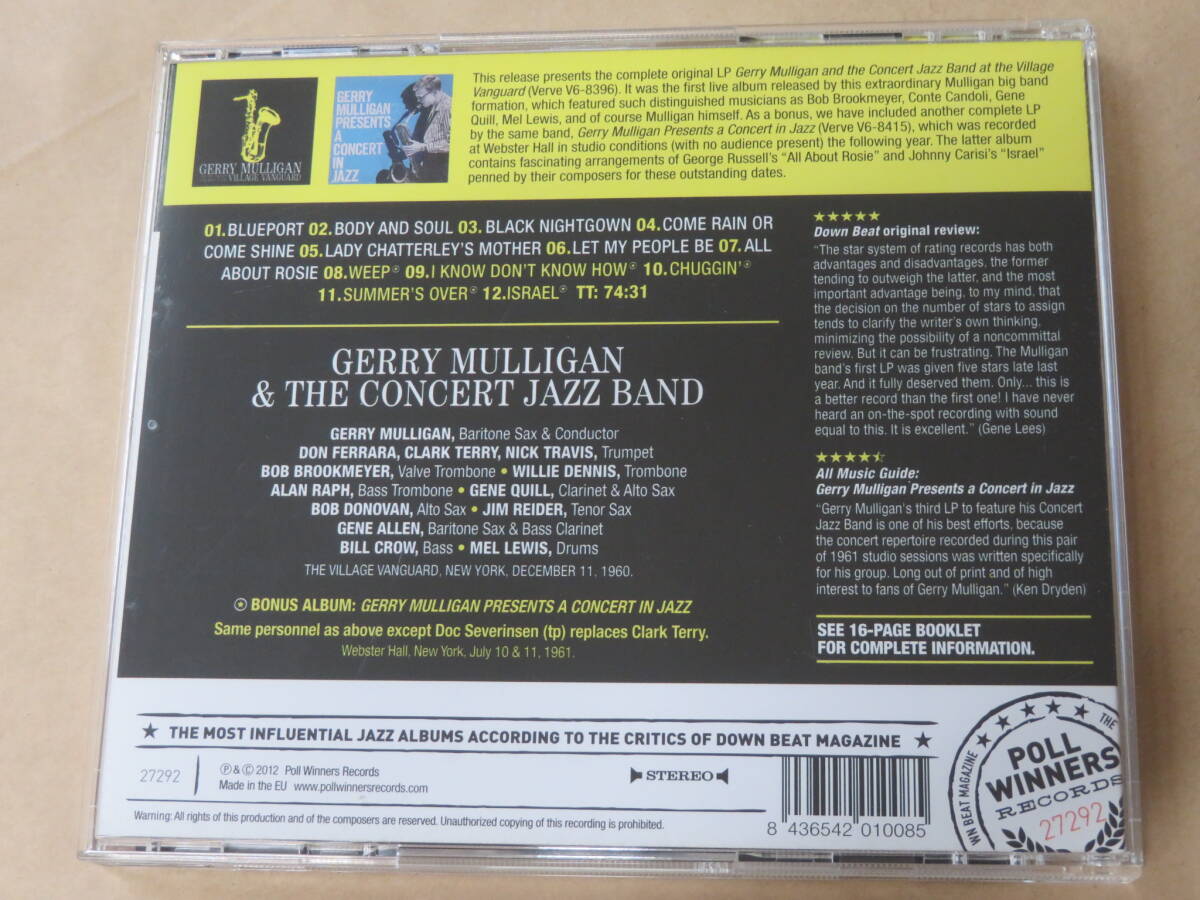 GERRY MULLIGAN
VILLAGE VANGUARD
GERRY
MULLIGAN
PRESENTS
A
CONCERT
IN
JAZZ
This release presents the complete original LP Gerry Mulligan and the Concert Jazz Band at the Village
Vanguard (Verve V6-8396). It was the first live album released by this extraordinary Mulligan big band
formation, which featured such distinguished musicians as Bob Brookmeyer, Conte Candoli, Gene
Quill, Mel Lewis, and of course Mulligan himself. As a bonus, we have included another complete LP
by the same band, Gerry Mulligan Presents a Concert in Jazz (Verve V6-8415), which was recorded
at Webster Hall in studio conditions (with no audience present) the following year. The latter album
contains fascinating arrangements of George Russell's "All About Rosie" and Johnny Carisi's "Israel"
penned by their composers for these outstanding dates.
01.BLUEPORT 02.BODY AND SOUL 03.BLACK NIGHTGOWN 04.COME RAIN OR
COME SHINE 05.LADY CHATTERLEY'S MOTHER 06.LET MY PEOPLE BE 07.ALL
ABOUT ROSIE 08.WEEP 09.I KNOW DON'T KNOW HOW 10.CHUGGIN'
11.SUMMER'S OVER 12.ISRAEL TT: 74:31
GERRY MULLIGAN
& THE CONCERT JAZZ BAND
GERRY MULLIGAN, Baritone Sax & Conductor
DON FERRARA, CLARK TERRY, NICK TRAVIS, Trumpet
BOB BROOKMEYER, Valve Trombone • WILLIE DENNIS, Trombone
ALAN RAPH, Bass Trombone • GENE QUILL, Clarinet & Alto Sax
BOB DONOVAN, Alto Sax • JIM REIDER, Tenor Sax
GENE ALLEN, Baritone Sax & Bass Clarinet
BILL CROW, Bass • MEL LEWIS, Drums
THE VILLAGE VANGUARD, NEW YORK, DECEMBER 11, 1960.
BONUS ALBUM: GERRY MULLIGAN PRESENTS A CONCERT IN JAZZ
Same personnel as above except Doc Severinsen (tp) replaces Clark Terry.
Webster Hall, New York, July 10 & 11, 1961.
Down Beat original review:
"The star system of rating records has both
advantages and disadvantages, the former
tending to outweigh the latter, and the most
important advantage being, to my mind, that
the decision on the number of stars to assign
tends to clarify the writer's own thinking,
minimizing the possibility of a noncommittal
review. But it can be frustrating. The Mulligan
band's first LP was given five stars late last
year. And it fully deserved them. Only... this is
a better record than the first one! I have never
heard an on-the-spot recording with sound
equal to this. It is excellent." (Gene Lees)
All Music Guide:
Gerry Mulligan Presents a Concert in Jazz
"Gerry Mulligan's third LP to feature his Concert
Jazz Band is one of his best efforts, because
the concert repertoire recorded during this pair
of 1961 studio sessions was written specifically
for his group. Long out of print and of high
interest to fans of Gerry Mulligan." (Ken Dryden)
SEE 16-PAGE BOOKLET
FOR COMPLETE INFORMATION.
★ THE MOST INFLUENTIAL JAZZ ALBUMS ACCORDING TO THE CRITICS OF DOWN BEAT MAGAZINE ★
27292
Ⓟ & © 2012 Poll Winners Records
Made in the EU www.pollwinnersrecords.com
STEREO
Warning: All rights of this production and of the composers are reserved. Unauthorized copying of this recording is prohibited.
8 436542 010085
THE
WN BEAT MAGAZINE
POLL
WINNERS
RECORDS
27292